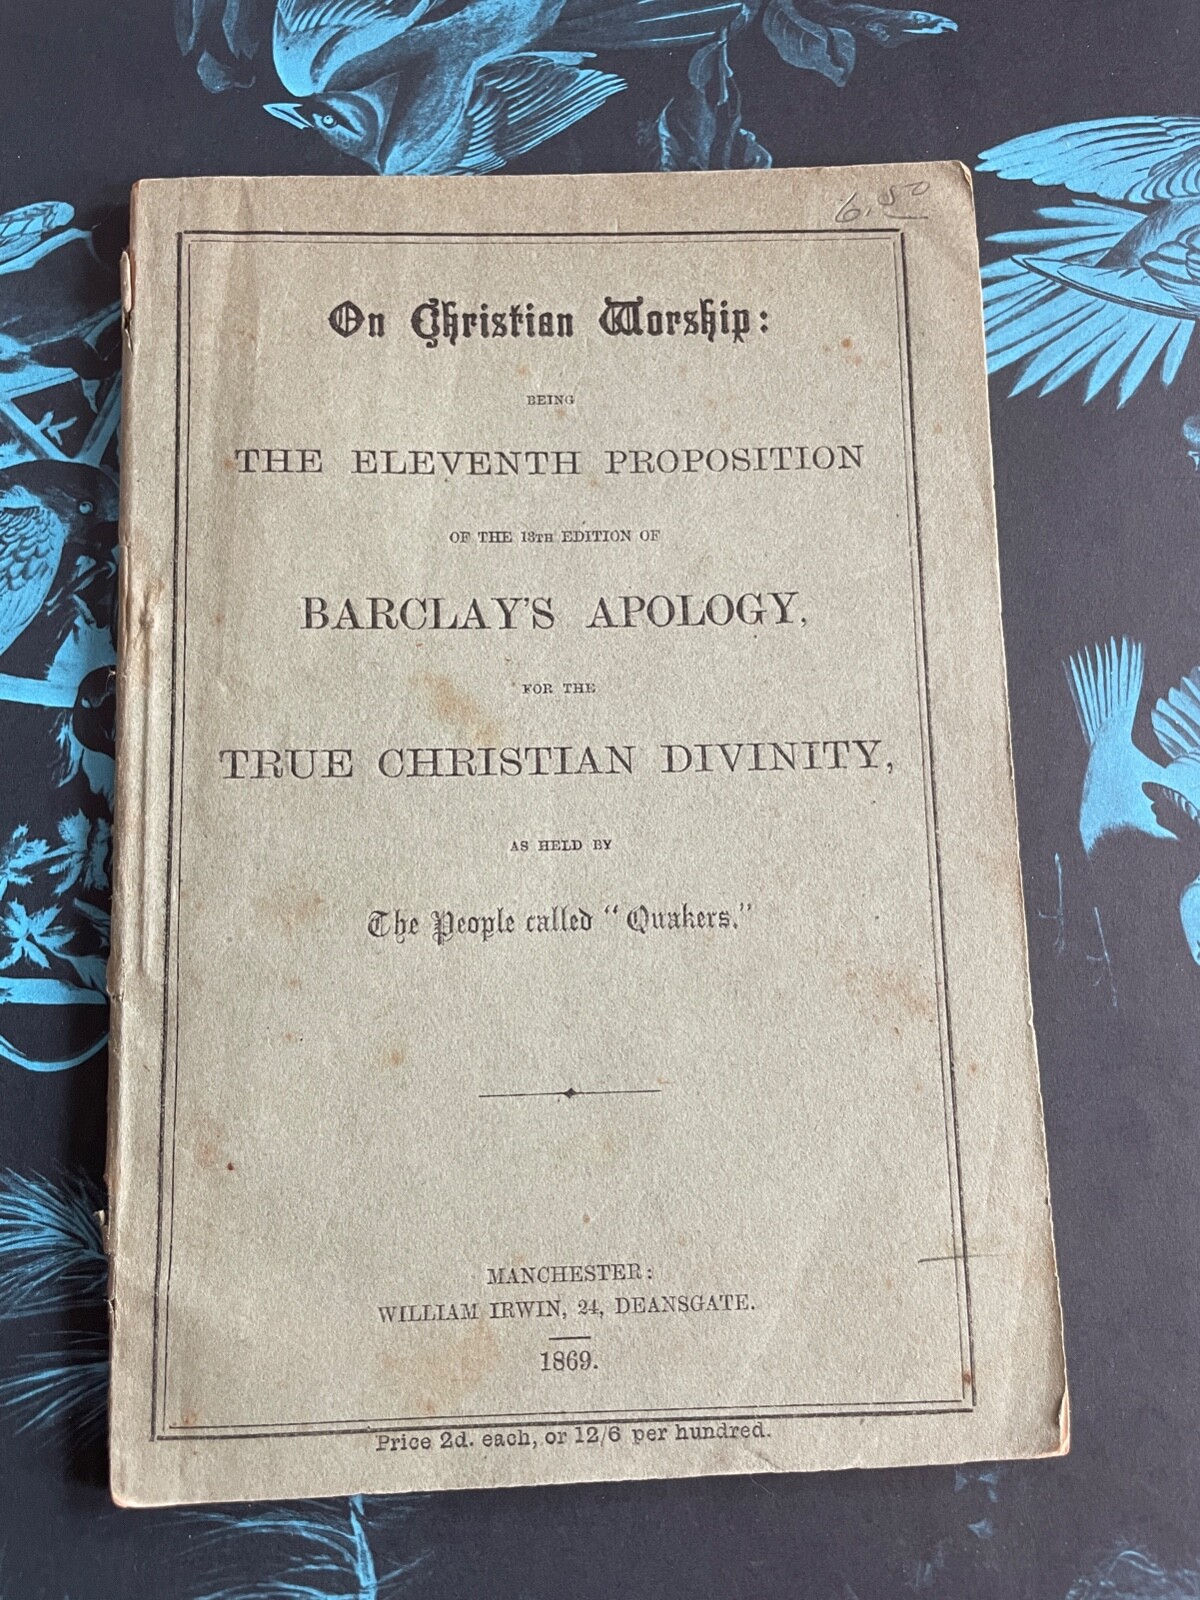 6.50
On Christian Worship:
BEING
THE ELEVENTH PROPOSITION
OF THE 13TH EDITION OF
BARCLAY'S APOLOGY,
FOR THE
TRUE CHRISTIAN DIVINITY,
AS HELD BY
The People called "Quakers."
MANCHESTER:
WILLIAM IRWIN, 24, DEANSGATE.
1869.
Price 2d. each, or 12/6 per hundred.